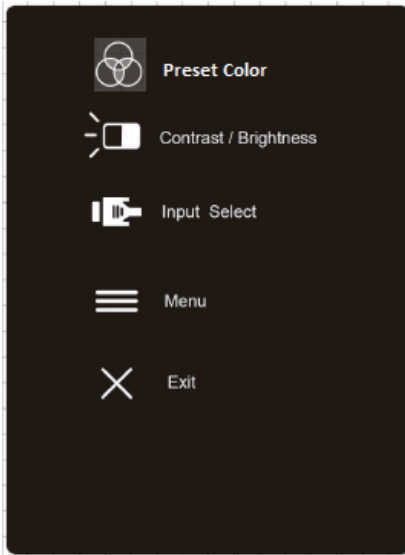 Preset Color
Contrast / Brightness
Input Select
Menu
Exit